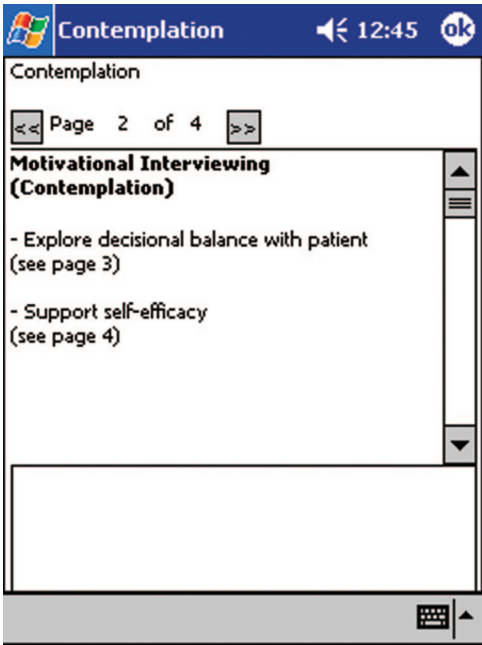 Contemplation 12:45 ok
Contemplation
<< Page 2 of 4 >>
Motivational Interviewing
(Contemplation)
- Explore decisional balance with patient
(see page 3)
- Support self-efficacy
(see page 4)